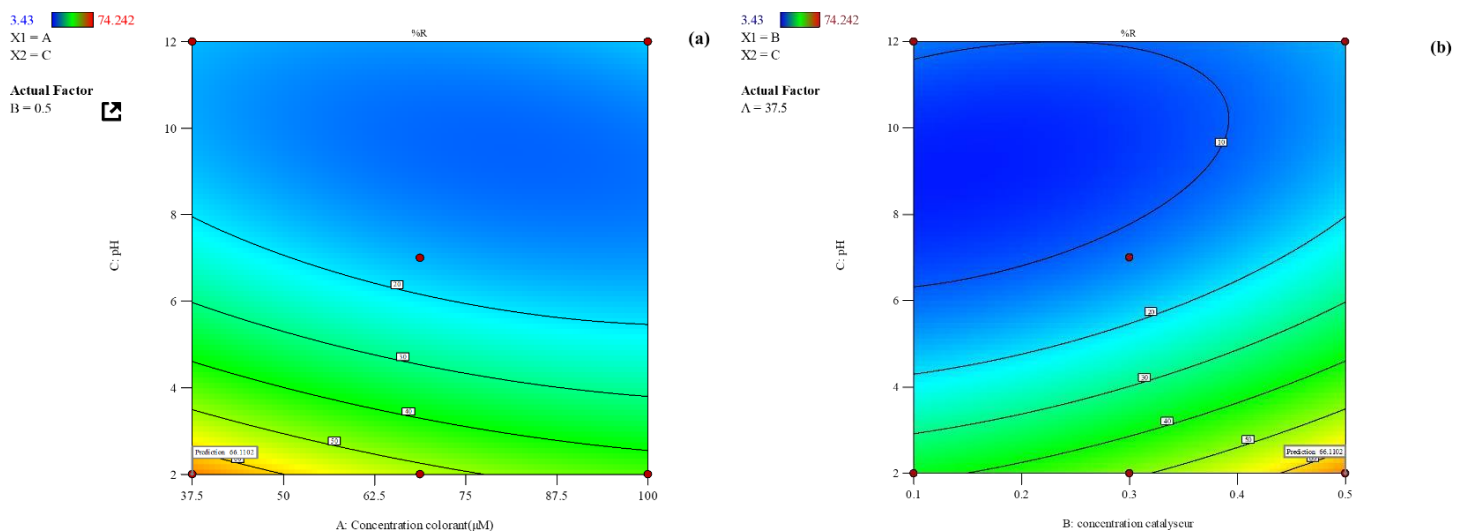 3.43 74.242
X1 = A
X2 = C
Actual Factor
B = 0.5
%R
(a)
12
10
8
6
4
2
C: pH
20
30
40
50
Prediction 66.1102
37.5 50 62.5 75 87.5 100
A: Concentration colorant(µM)
3.43 74.242
X1 = B
X2 = C
Actual Factor
A = 37.5
%R
(b)
12
10
8
6
4
2
C: pH
10
20
30
40
50
Prediction 66.1102
0.1 0.2 0.3 0.4 0.5
B: concentration catalyseur